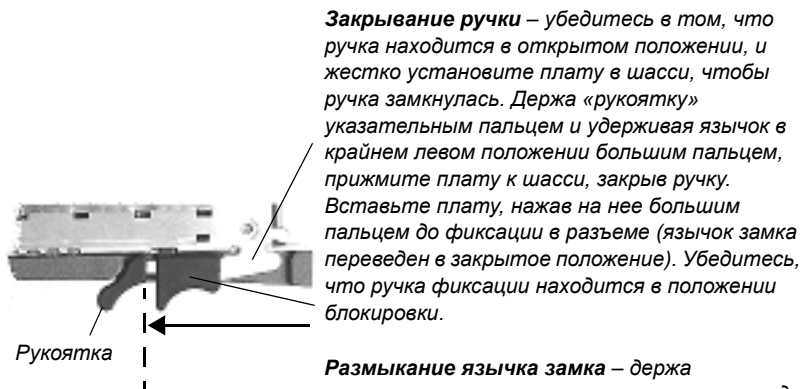 Закрывание ручки – убедитесь в том, что
ручка находится в открытом положении, и
жестко установите плату в шасси, чтобы
ручка замкнулась. Держа «рукоятку»
указательным пальцем и удерживая язычок в
крайнем левом положении большим пальцем,
прижмите плату к шасси, закрыв ручку.
Вставьте плату, нажав на нее большим
пальцем до фиксации в разъеме (язычок замка
переведен в закрытое положение). Убедитесь,
что ручка фиксации находится в положении
блокировки.
Рукоятка
Размыкание язычка замка – держа